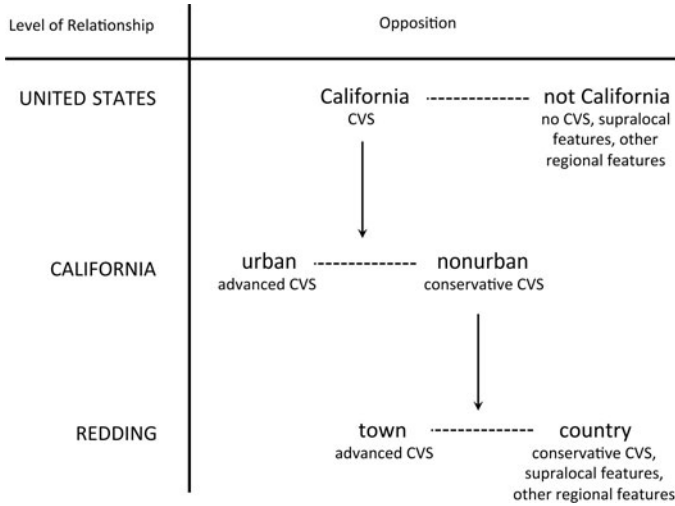 Level of Relationship
Opposition
UNITED STATES
California
CVS
not California
no CVS, supralocal
features, other
regional features
CALIFORNIA
urban
advanced CVS
nonurban
conservative CVS
REDDING
town
advanced CVS
country
conservative CVS,
supralocal features,
other regional features